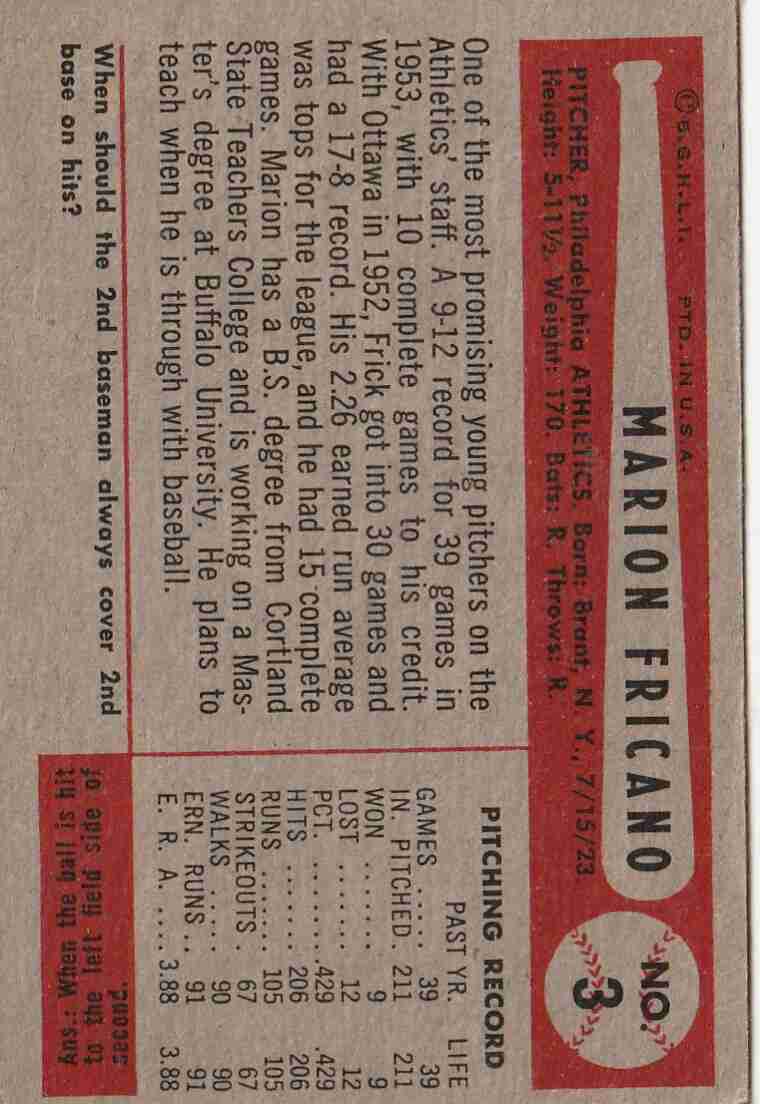 © B.G.H.L.I. PTD. IN U.S.A.
MARION FRICANO
NO.
3
PITCHER, Philadelphia ATHLETICS. Born: Brant, N. Y., 7/15/23.
Height: 5-11½. Weight: 170. Bats: R. Throws: R.
One of the most promising young pitchers on the
Athletics' staff. A 9-12 record for 39 games in
1953, with 10 complete games to his credit.
With Ottawa in 1952, Frick got into 30 games and
had a 17-8 record. His 2.26 earned run average
was tops for the league, and he had 15 complete
games. Marion has a B.S. degree from Cortland
State Teachers College and is working on a Mas-
ter's degree at Buffalo University. He plans to
teach when he is through with baseball.
PITCHING RECORD
PAST YR. LIFE
GAMES ..... 39 39
IN. PITCHED. 211 211
WON ....... 9 9
LOST ....... 12 12
PCT. ........ .429 .429
HITS ....... 206 206
RUNS ....... 105 105
STRIKEOUTS . 67 67
WALKS ...... 90 90
ERN. RUNS .. 91 91
E. R. A. .... 3.88 3.88
When should the 2nd baseman always cover 2nd
base on hits?
Ans.: When the ball is hit
to the left field side of
second.